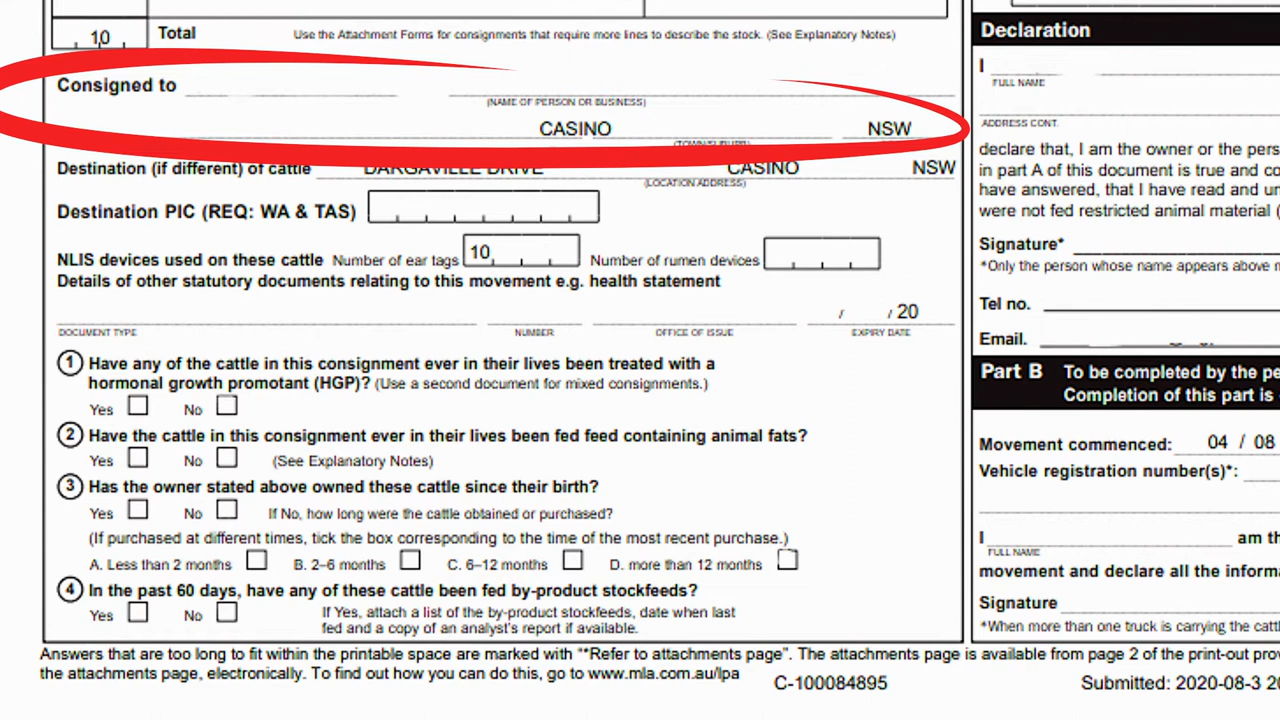 10 Total Use the Attachment Forms for consignments that require more lines to describe the stock. (See Explanatory Notes)
Consigned to
(NAME OF PERSON OR BUSINESS)
CASINO NSW
(TOWN/SUBURB)
Destination (if different) of cattle DARGAVILLE DRIVE CASINO NSW
(LOCATION ADDRESS)
Destination PIC (REQ: WA & TAS)
NLIS devices used on these cattle Number of ear tags 10 Number of rumen devices
Details of other statutory documents relating to this movement e.g. health statement
/ / 20
DOCUMENT TYPE NUMBER OFFICE OF ISSUE EXPIRY DATE
1 Have any of the cattle in this consignment ever in their lives been treated with a
hormonal growth promotant (HGP)? (Use a second document for mixed consignments.)
Yes No
2 Have the cattle in this consignment ever in their lives been fed feed containing animal fats?
Yes No (See Explanatory Notes)
3 Has the owner stated above owned these cattle since their birth?
Yes No If No, how long were the cattle obtained or purchased?
(If purchased at different times, tick the box corresponding to the time of the most recent purchase.)
A. Less than 2 months B. 2–6 months C. 6–12 months D. more than 12 months
4 In the past 60 days, have any of these cattle been fed by-product stockfeeds?
Yes No If Yes, attach a list of the by-product stockfeeds, date when last
fed and a copy of an analyst's report if available.
Declaration
I
FULL NAME
ADDRESS CONT.
declare that, I am the owner or the pers
in part A of this document is true and co
have answered, that I have read and un
were not fed restricted animal material (
Signature*
*Only the person whose name appears above m
Tel no.
Email.
Part B To be completed by the pe
Completion of this part is
Movement commenced: 04 / 08
Vehicle registration number(s)*:
I am th
FULL NAME
movement and declare all the informa
Signature
*When more than one truck is carrying the cattl
Answers that are too long to fit within the printable space are marked with "*Refer to attachments page". The attachments page is available from page 2 of the print-out prov
the attachments page, electronically. To find out how you can do this, go to www.mla.com.au/lpa
C-100084895 Submitted: 2020-08-3 20